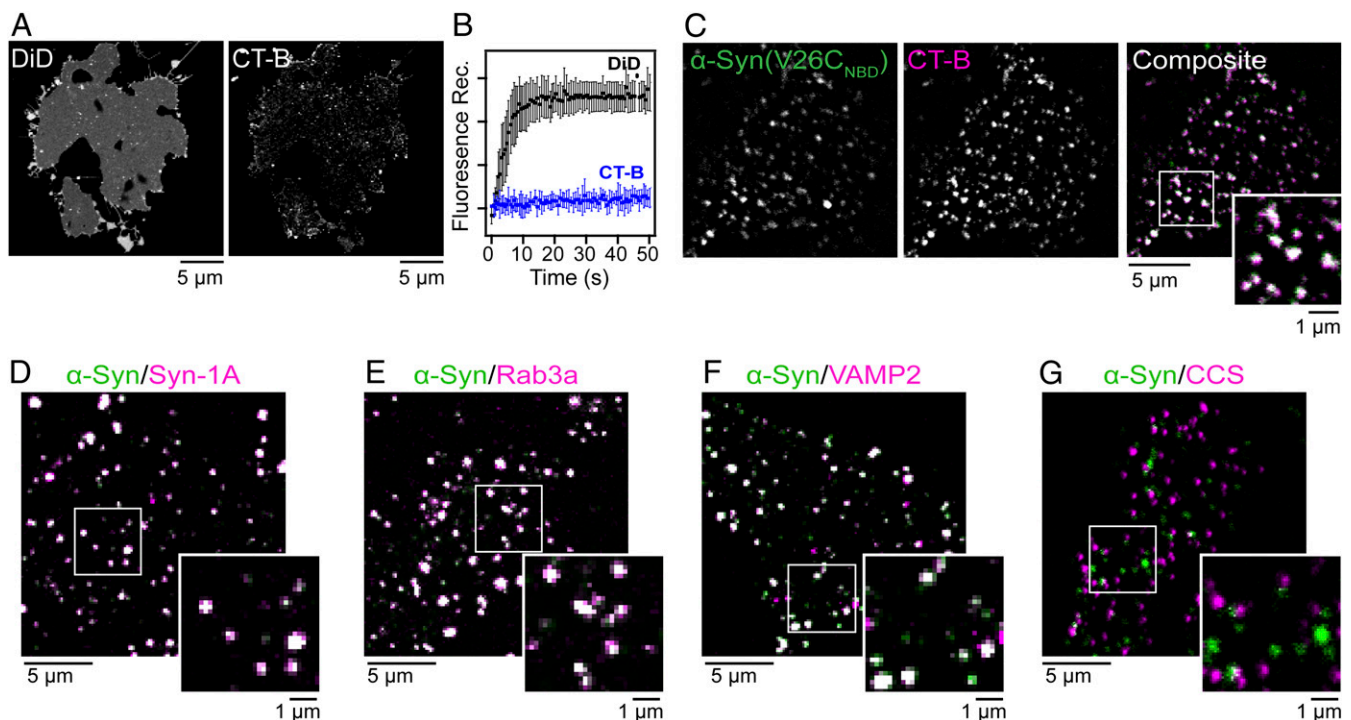 A
DiD
CT-B
5 µm
5 µm
B
DiD
CT-B
Fluoresence Rec.
0 10 20 30 40 50
Time (s)
C
α-Syn(V26C_NBD)
CT-B
Composite
5 µm
1 µm
D
α-Syn/Syn-1A
5 µm
1 µm
E
α-Syn/Rab3a
5 µm
1 µm
F
α-Syn/VAMP2
5 µm
1 µm
G
α-Syn/CCS
5 µm
1 µm